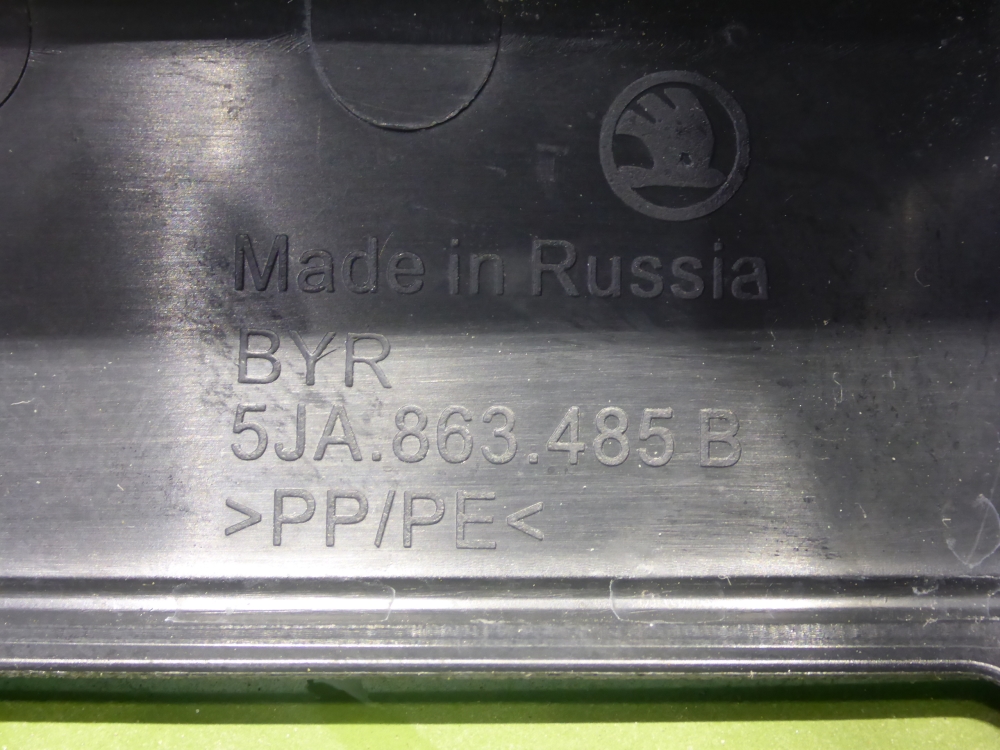 Made in Russia
BYR
5JA.863.485 B
>PP/PE<